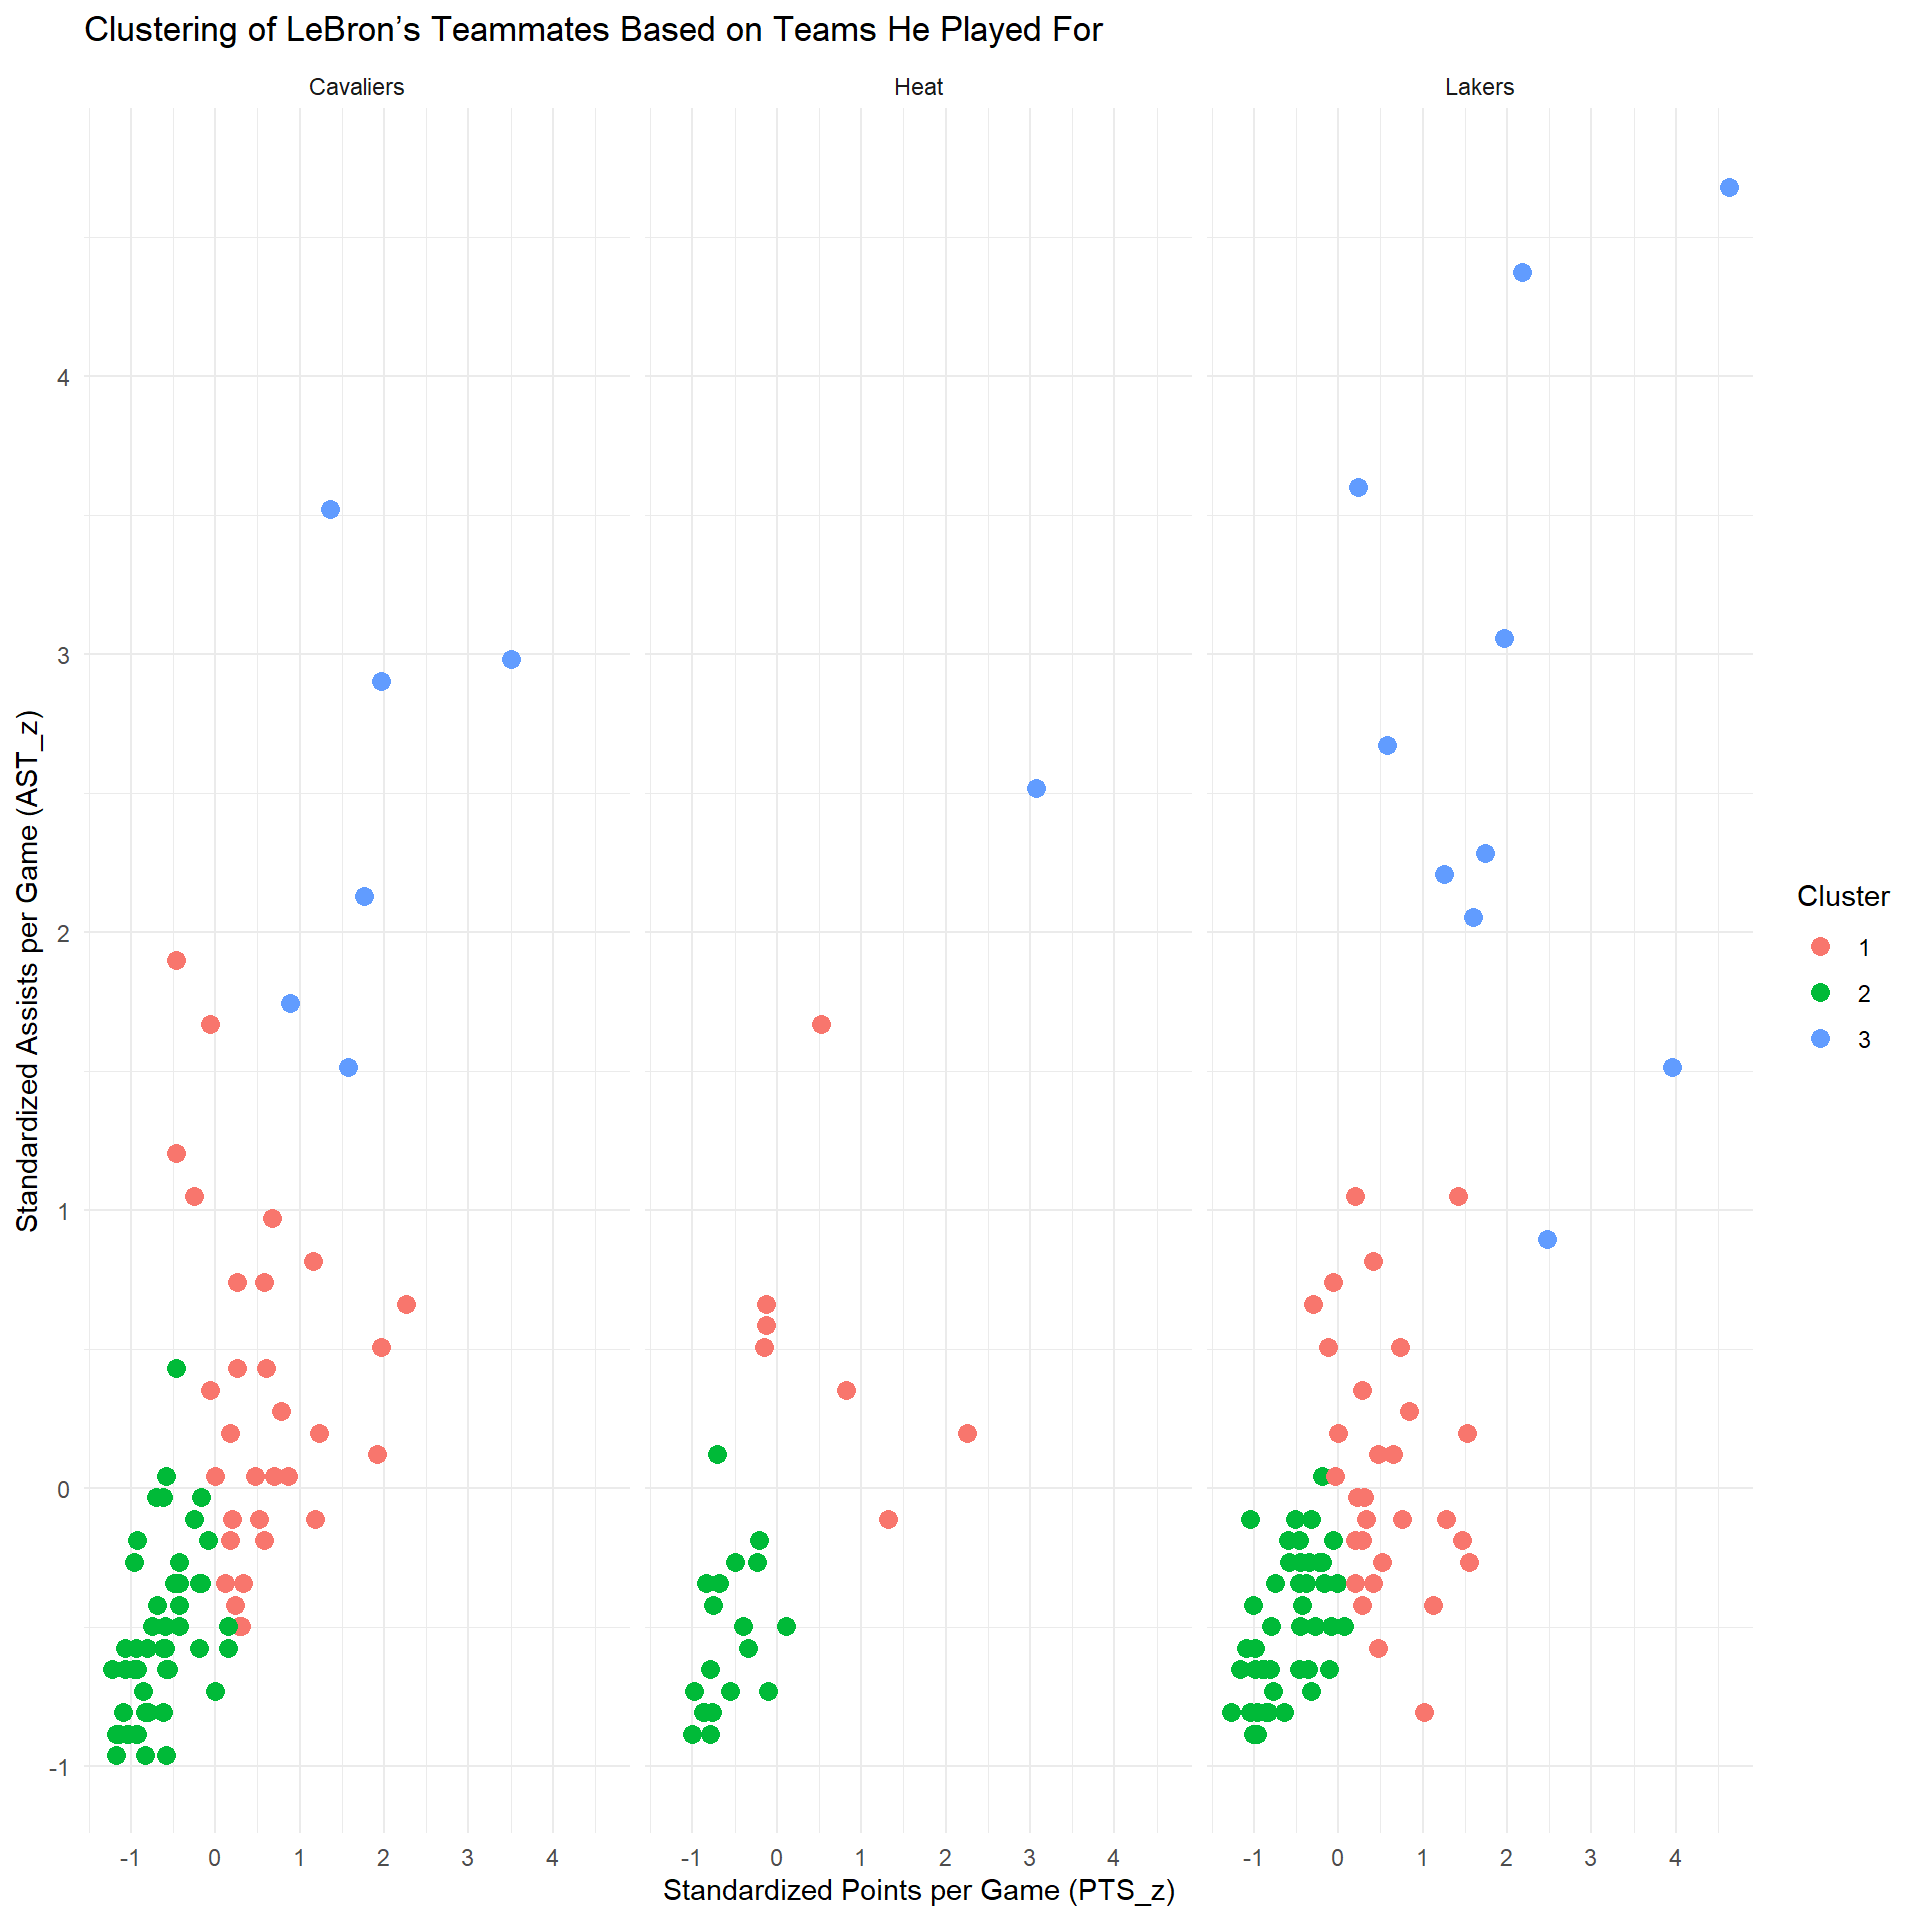 Clustering of LeBron’s Teammates Based on Teams He Played For
Cavaliers
Heat
Lakers
Standardized Assists per Game (AST_z)
4
3
2
1
0
-1
-1 0 1 2 3 4
-1 0 1 2 3 4
-1 0 1 2 3 4
Standardized Points per Game (PTS_z)
Cluster
1
2
3